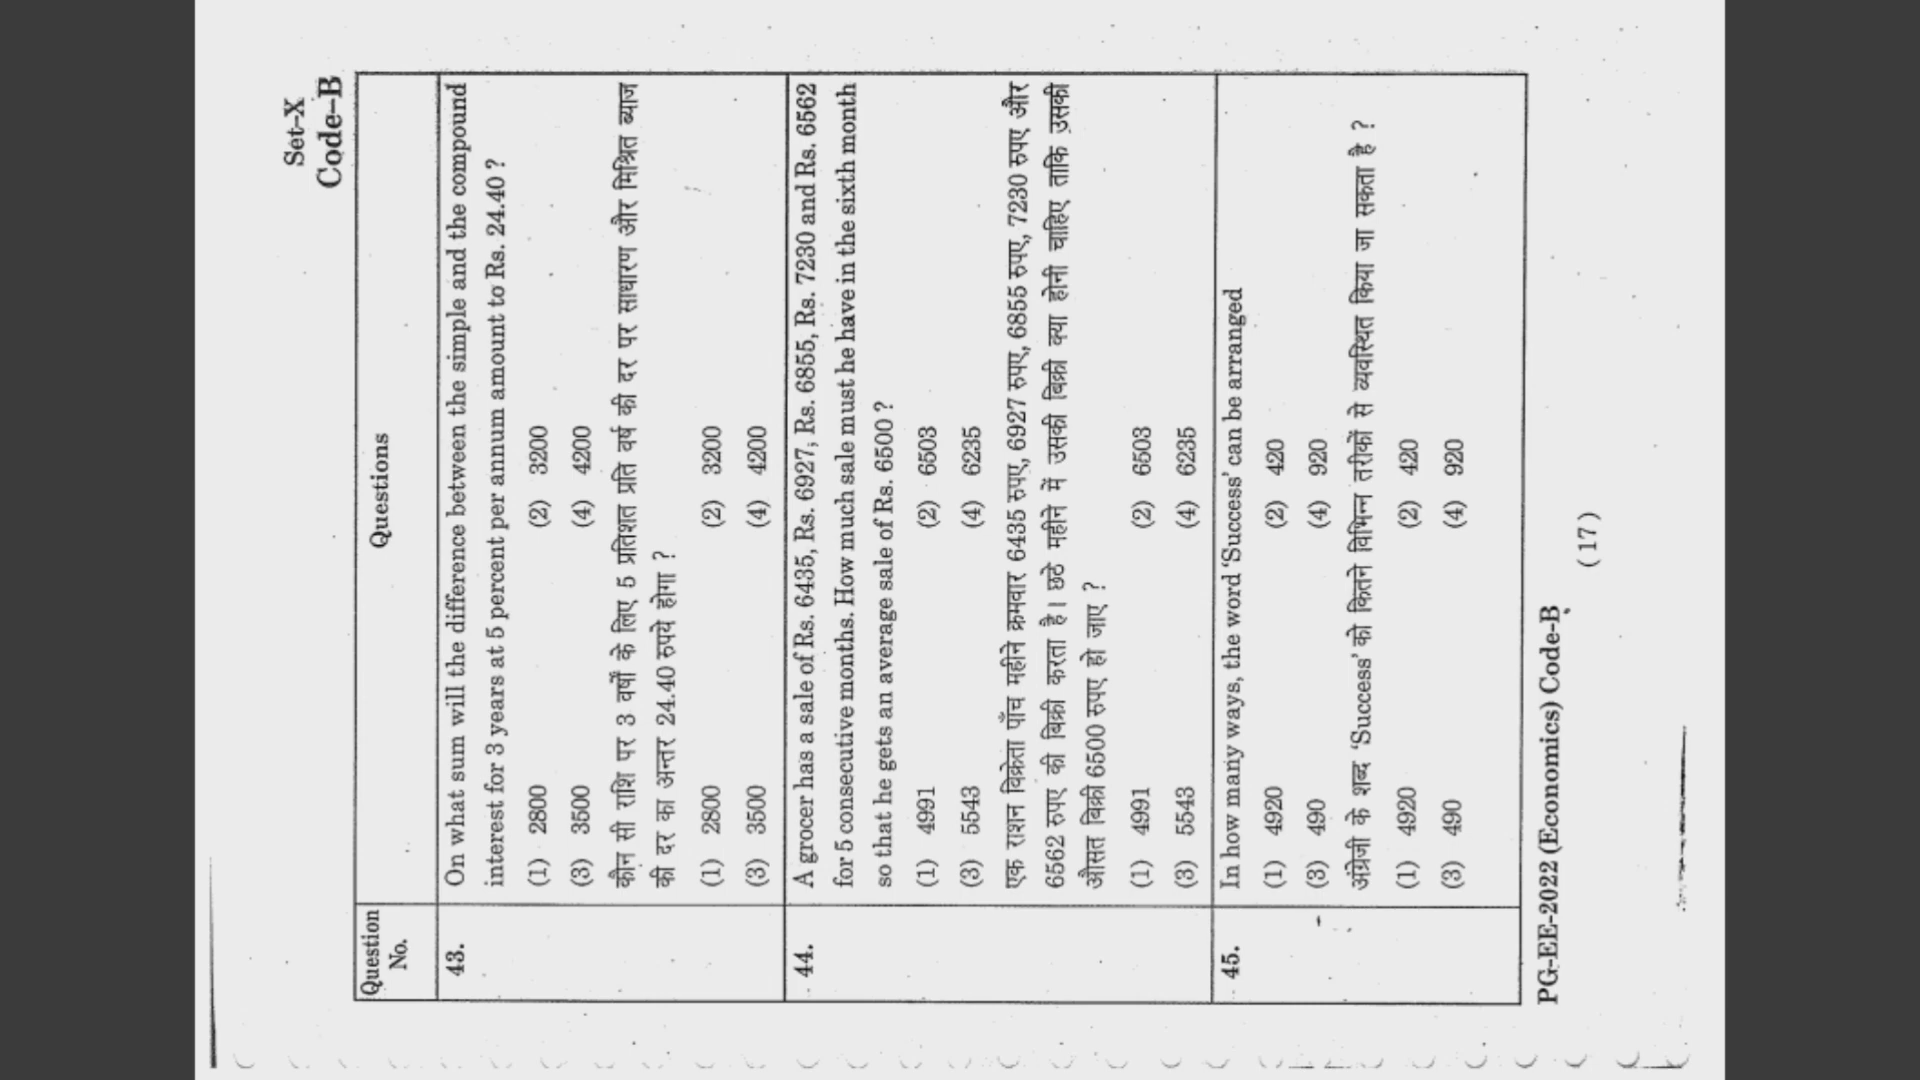 Set–X
Code–B
Question No.
Questions
43.
On what sum will the difference between the simple and the compound
interest for 3 years at 5 percent per annum amount to Rs. 24.40 ?
(1) 2800 (2) 3200
(3) 3500 (4) 4200
कौन सी राशि पर 3 वर्षों के लिए 5 प्रतिशत प्रति वर्ष की दर पर साधारण और मिश्रित ब्याज
की दर का अन्तर 24.40 रुपये होगा ?
(1) 2800 (2) 3200
(3) 3500 (4) 4200
44.
A grocer has a sale of Rs. 6435, Rs. 6927, Rs. 6855, Rs. 7230 and Rs. 6562
for 5 consecutive months. How much sale must he have in the sixth month
so that he gets an average sale of Rs. 6500 ?
(1) 4991 (2) 6503
(3) 5543 (4) 6235
एक राशन विक्रेता पाँच महीने क्रमवार 6435 रुपए, 6927 रुपए, 6855 रुपए, 7230 रुपए और
6562 रुपए की बिक्री करता है। छठे महीने में उसकी बिक्री क्या होनी चाहिए ताकि उसकी
औसत बिक्री 6500 रुपए हो जाए ?
(1) 4991 (2) 6503
(3) 5543 (4) 6235
45.
In how many ways, the word ‘Success’ can be arranged
(1) 4920 (2) 420
(3) 490 (4) 920
अंग्रेजी के शब्द ‘Success’ को कितने विभिन्न तरीकों से व्यवस्थित किया जा सकता है ?
(1) 4920 (2) 420
(3) 490 (4) 920
PG-EE-2022 (Economics) Code-B
( 17 )